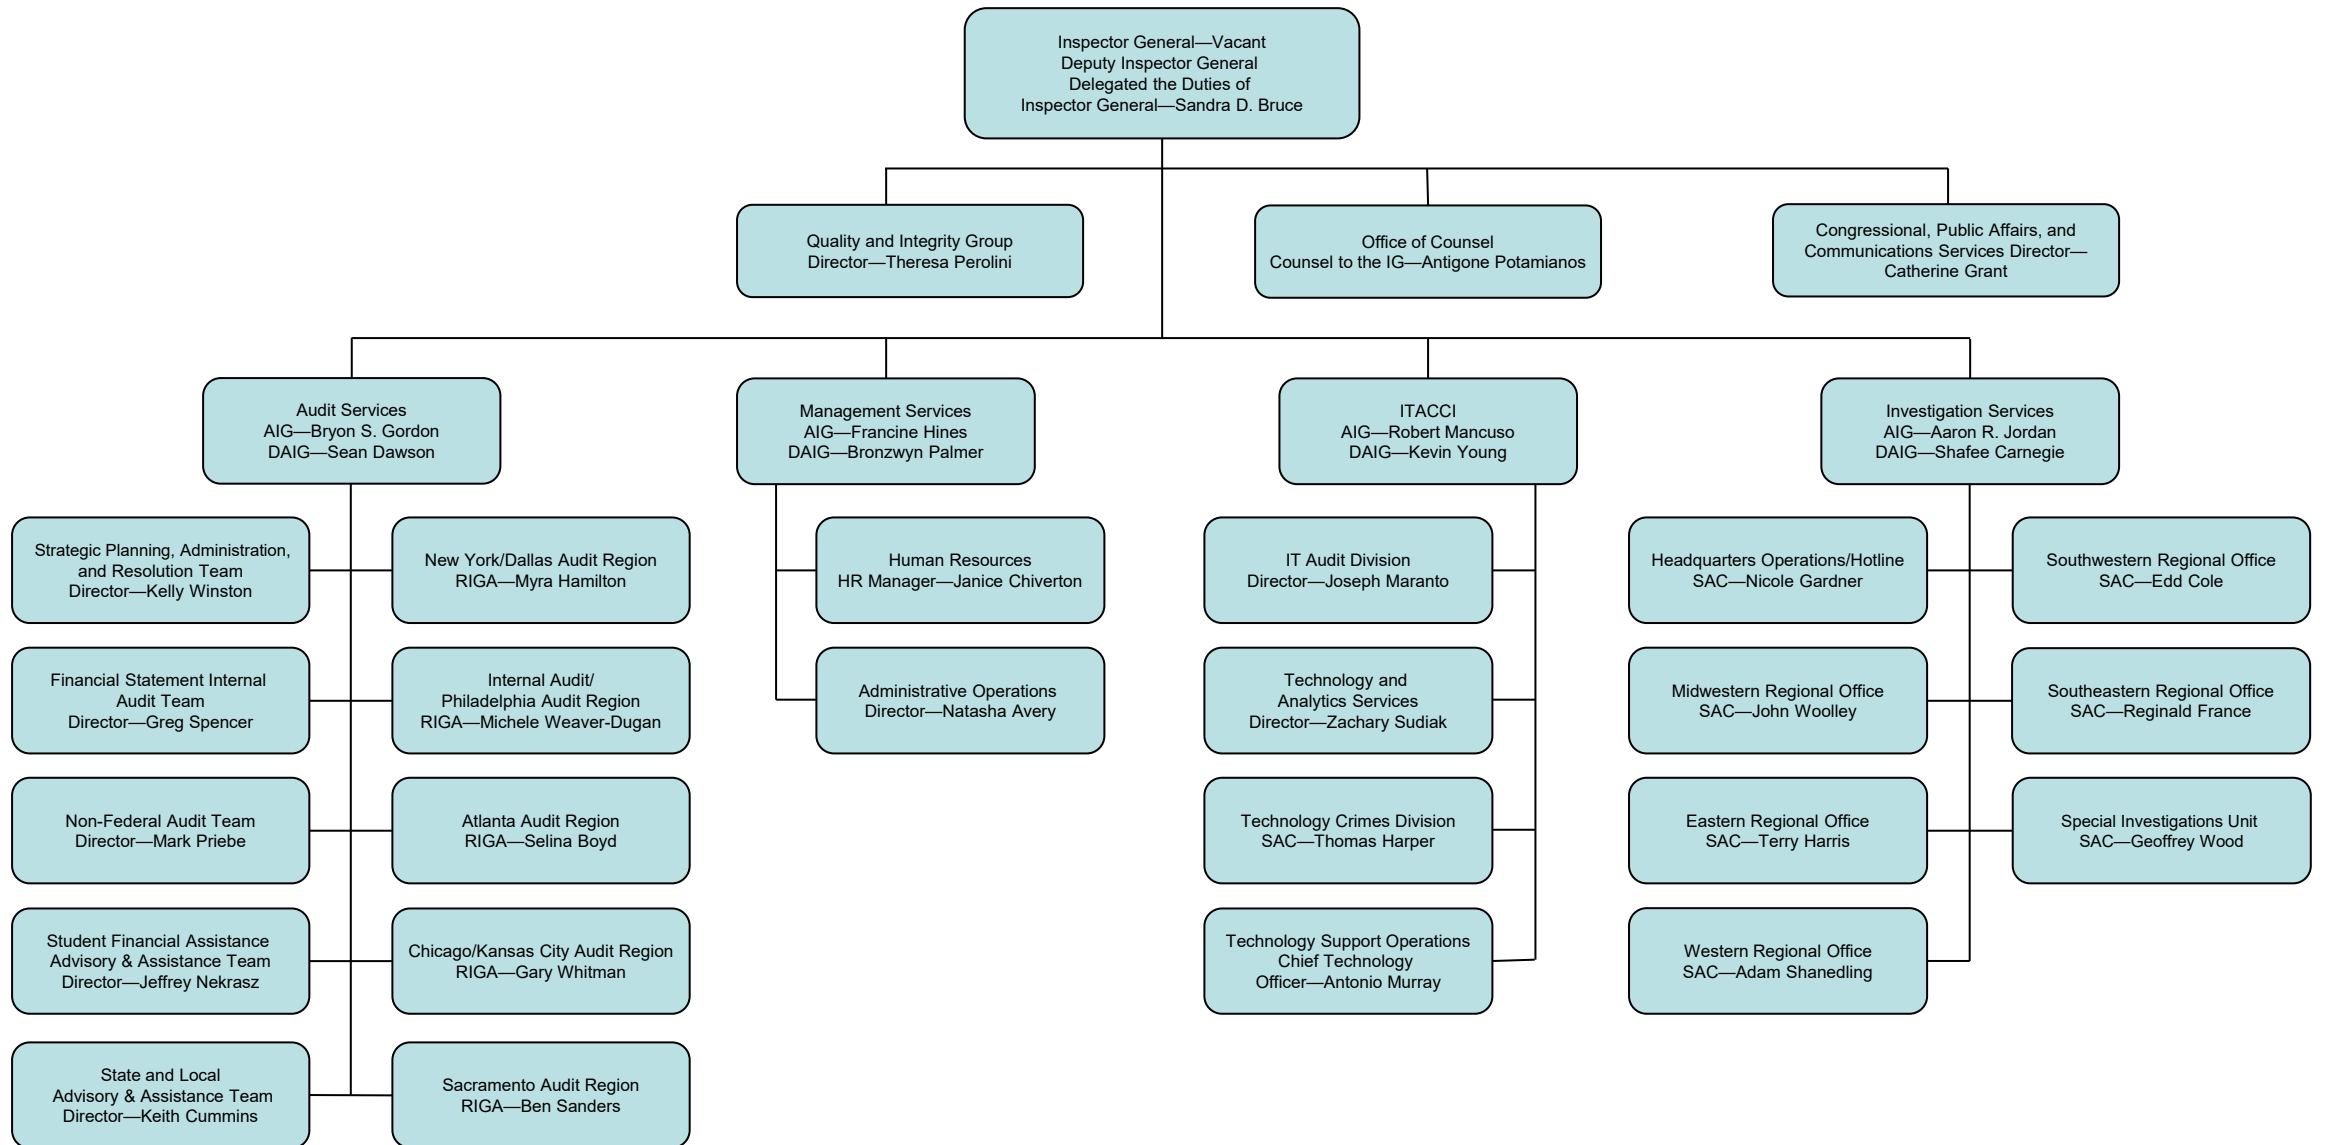 Inspector General—Vacant
Deputy Inspector General
Delegated the Duties of
Inspector General—Sandra D. Bruce
Quality and Integrity Group
Director—Theresa Perolini
Office of Counsel
Counsel to the IG—Antigone Potamianos
Congressional, Public Affairs, and
Communications Services Director—
Catherine Grant
Audit Services
AIG—Bryon S. Gordon
DAIG—Sean Dawson
Management Services
AIG—Francine Hines
DAIG—Bronzwyn Palmer
ITACCI
AIG—Robert Mancuso
DAIG—Kevin Young
Investigation Services
AIG—Aaron R. Jordan
DAIG—Shafee Carnegie
Strategic Planning, Administration,
and Resolution Team
Director—Kelly Winston
New York/Dallas Audit Region
RIGA—Myra Hamilton
Human Resources
HR Manager—Janice Chiverton
IT Audit Division
Director—Joseph Maranto
Headquarters Operations/Hotline
SAC—Nicole Gardner
Southwestern Regional Office
SAC—Edd Cole
Financial Statement Internal
Audit Team
Director—Greg Spencer
Internal Audit/
Philadelphia Audit Region
RIGA—Michele Weaver-Dugan
Administrative Operations
Director—Natasha Avery
Technology and
Analytics Services
Director—Zachary Sudiak
Midwestern Regional Office
SAC—John Woolley
Southeastern Regional Office
SAC—Reginald France
Non-Federal Audit Team
Director—Mark Priebe
Atlanta Audit Region
RIGA—Selina Boyd
Technology Crimes Division
SAC—Thomas Harper
Eastern Regional Office
SAC—Terry Harris
Special Investigations Unit
SAC—Geoffrey Wood
Student Financial Assistance
Advisory & Assistance Team
Director—Jeffrey Nekrasz
Chicago/Kansas City Audit Region
RIGA—Gary Whitman
Technology Support Operations
Chief Technology
Officer—Antonio Murray
Western Regional Office
SAC—Adam Shanedling
State and Local
Advisory & Assistance Team
Director—Keith Cummins
Sacramento Audit Region
RIGA—Ben Sanders